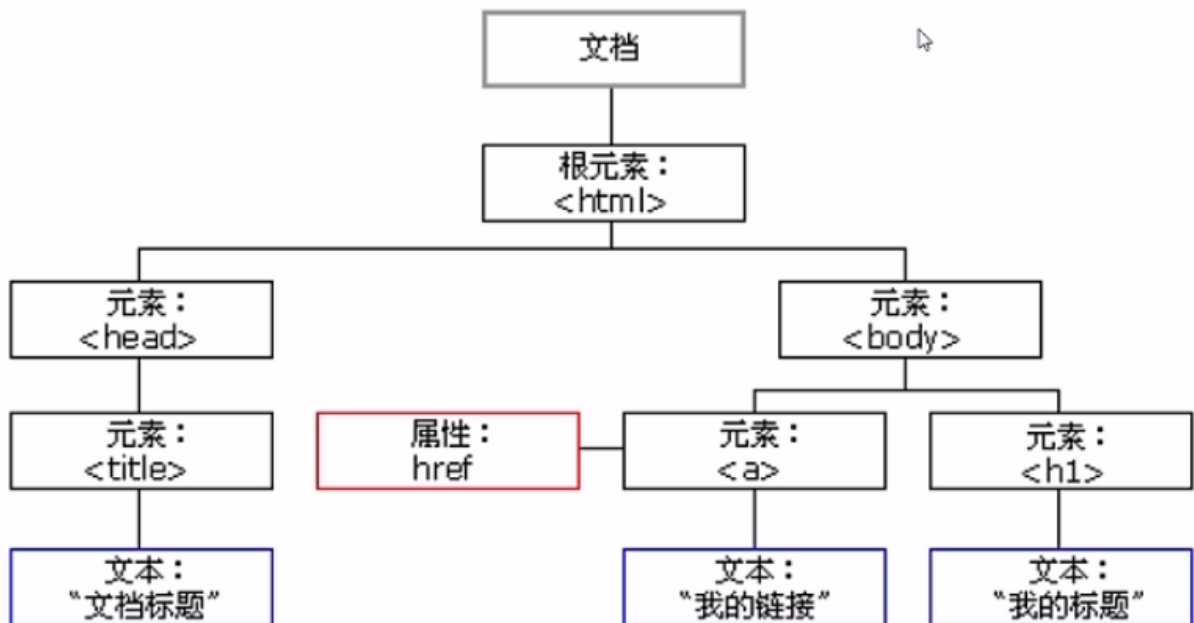 文档
根元素：
<html>
元素：
<head>
元素：
<body>
元素：
<title>
属性：
href
元素：
<a>
元素：
<h1>
文本：
“文档标题”
文本：
“我的链接”
文本：
“我的标题”